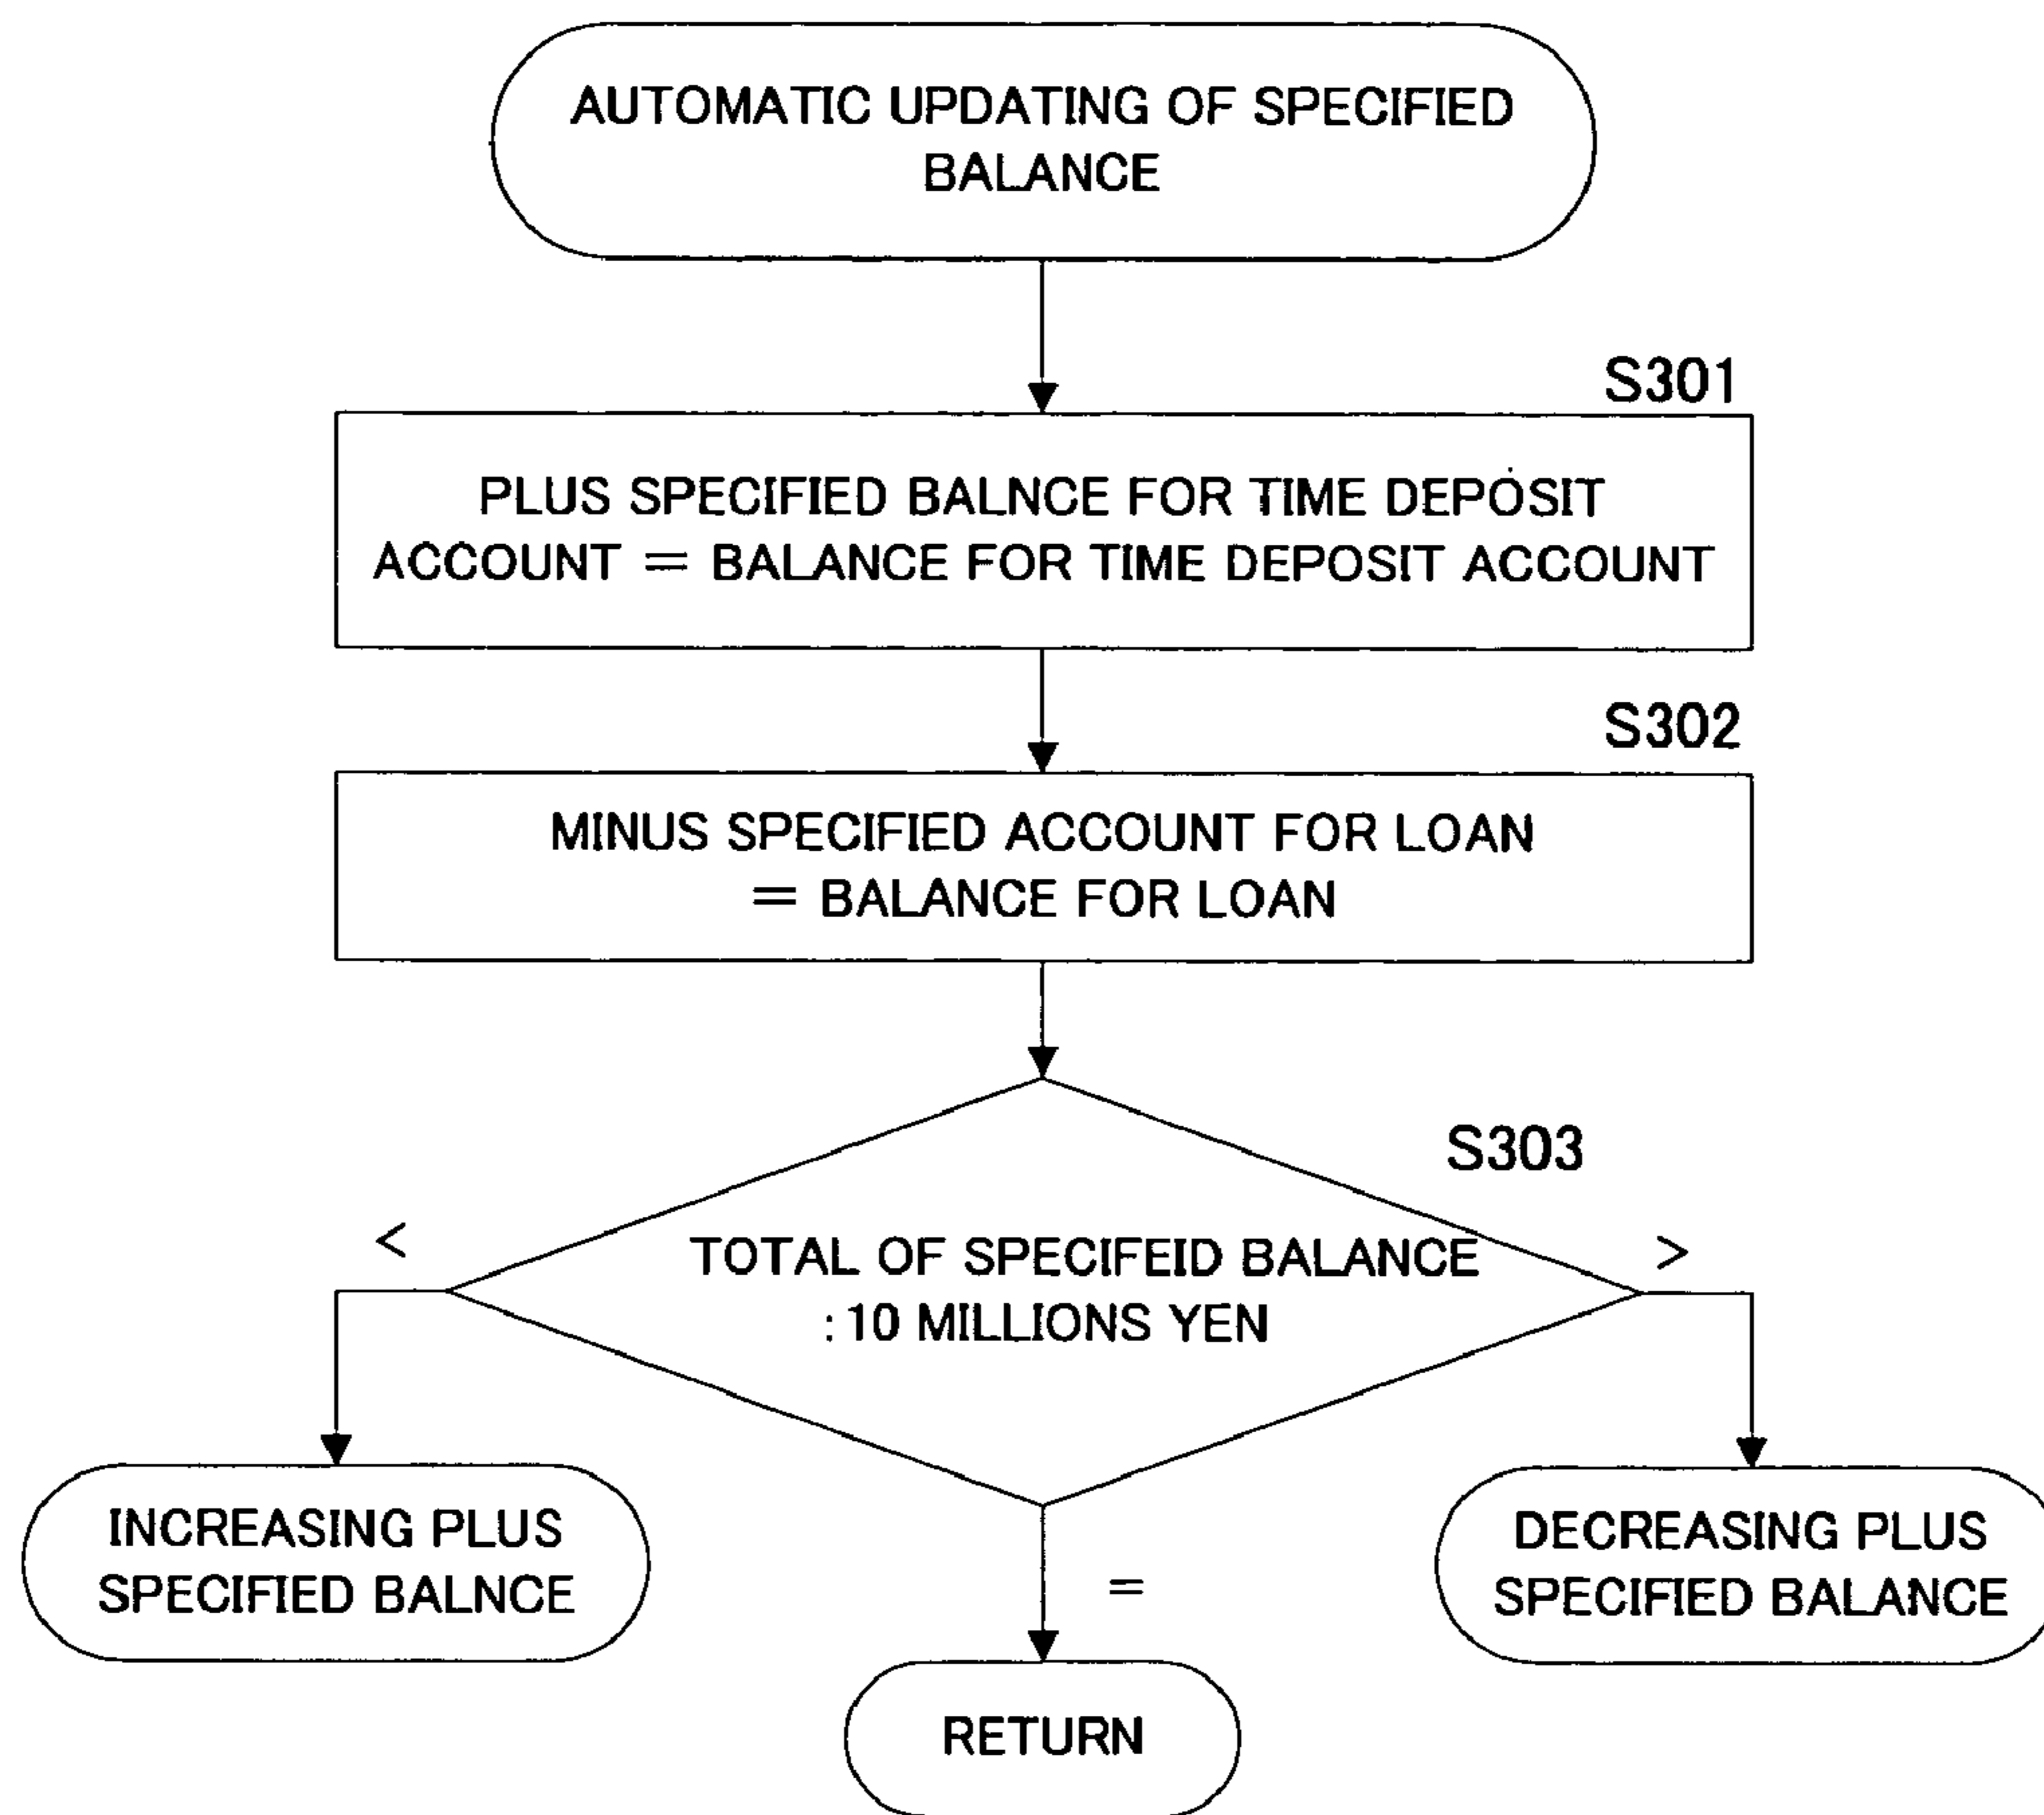 AUTOMATIC UPDATING OF SPECIFIED
BALANCE
S301
PLUS SPECIFIED BALNCE FOR TIME DEPOSIT
ACCOUNT = BALANCE FOR TIME DEPOSIT ACCOUNT
S302
MINUS SPECIFIED ACCOUNT FOR LOAN
= BALANCE FOR LOAN
S303
<
TOTAL OF SPECIFEID BALANCE
>
:10 MILLIONS YEN
INCREASING PLUS
SPECIFIED BALNCE
=
DECREASING PLUS
SPECIFIED BALANCE
RETURN